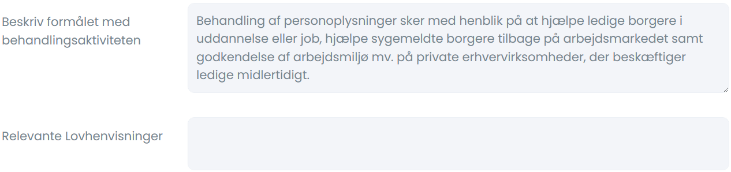 Beskriv formålet med
behandlingsaktiviteten
Behandling af personoplysninger sker med henblik på at hjælpe ledige borgere i
uddannelse eller job, hjælpe sygemeldte borgere tilbage på arbejdsmarkedet samt
godkendelse af arbejdsmiljø mv. på private erhvervirksomheder, der beskæftiger
ledige midlertidigt.
Relevante Lovhenvisninger